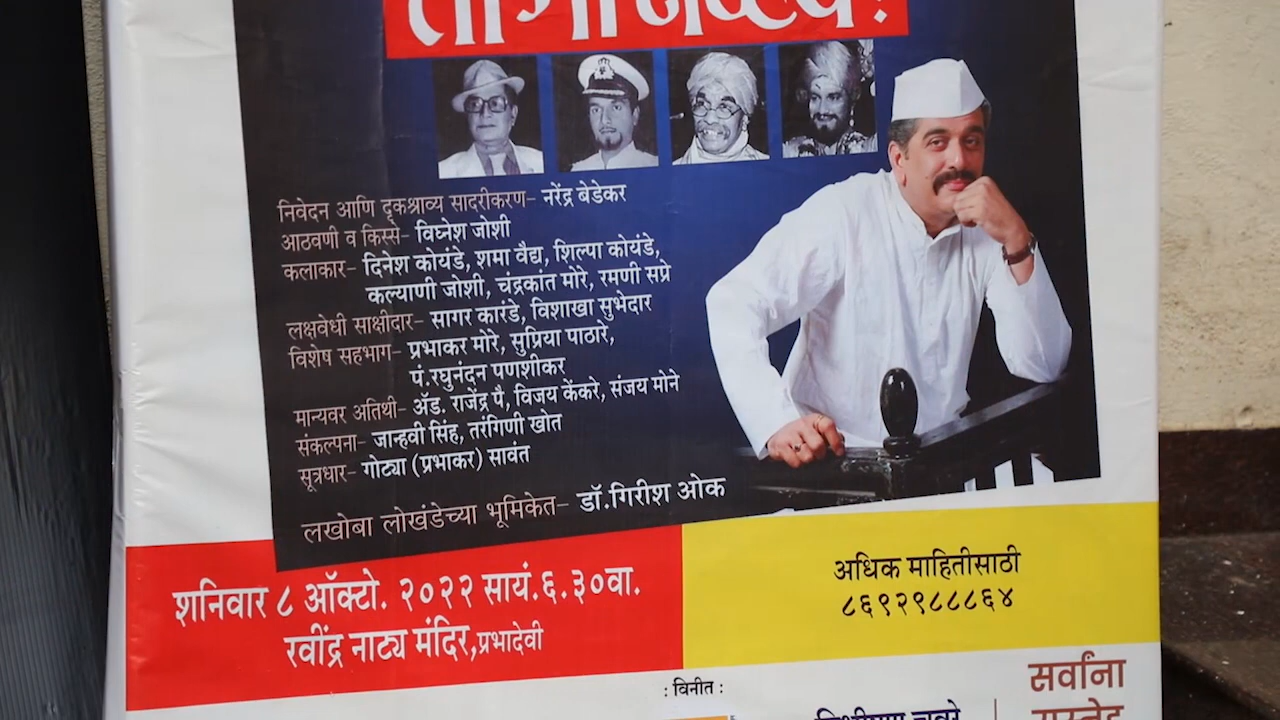 निवेदन आणि दृकश्राव्य सादरीकरण- नरेंद्र बेडेकर
आठवणी व किस्से- विघ्नेश जोशी
कलाकार- दिनेश कोयंडे, शमा वैद्य, शिल्पा कोयंडे,
कल्याणी जोशी, चंद्रकांत मोरे, रमणी सप्रे
लक्षवेधी साक्षीदार- सागर कारंडे, विशाखा सुभेदार
विशेष सहभाग- प्रभाकर मोरे, सुप्रिया पाठारे,
पं.रघुनंदन पणशीकर
मान्यवर अतिथी- ॲड. राजेंद्र पै, विजय केंकरे, संजय मोने
संकल्पना- जान्हवी सिंह, तरंगिणी खोत
सूत्रधार- गोट्या (प्रभाकर) सावंत
लखोबा लोखंडेच्या भूमिकेत- डॉ.गिरीश ओक
शनिवार ८ ऑक्टो. २०२२ सायं.६.३०वा.
रवींद्र नाट्य मंदिर,प्रभादेवी
अधिक माहितीसाठी
८६९२९८८८६४
: विनीत :
सर्वांना